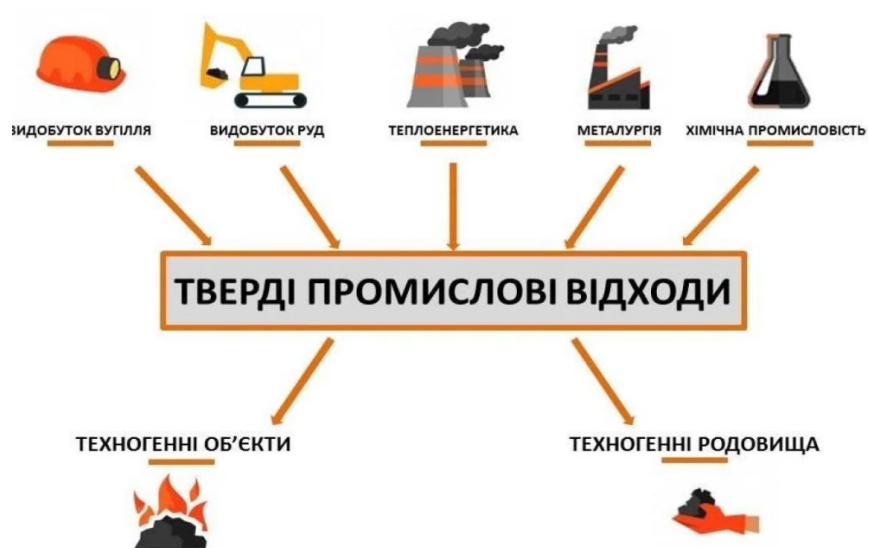 ВИДОБУТОК ВУГІЛЛЯ
ВИДОБУТОК РУД
ТЕПЛОЕНЕРГЕТИКА
МЕТАЛУРГІЯ
ХІМІЧНА ПРОМИСЛОВІСТЬ
ТВЕРДІ ПРОМИСЛОВІ ВІДХОДИ
ТЕХНОГЕННІ ОБ’ЄКТИ
ТЕХНОГЕННІ РОДОВИЩА